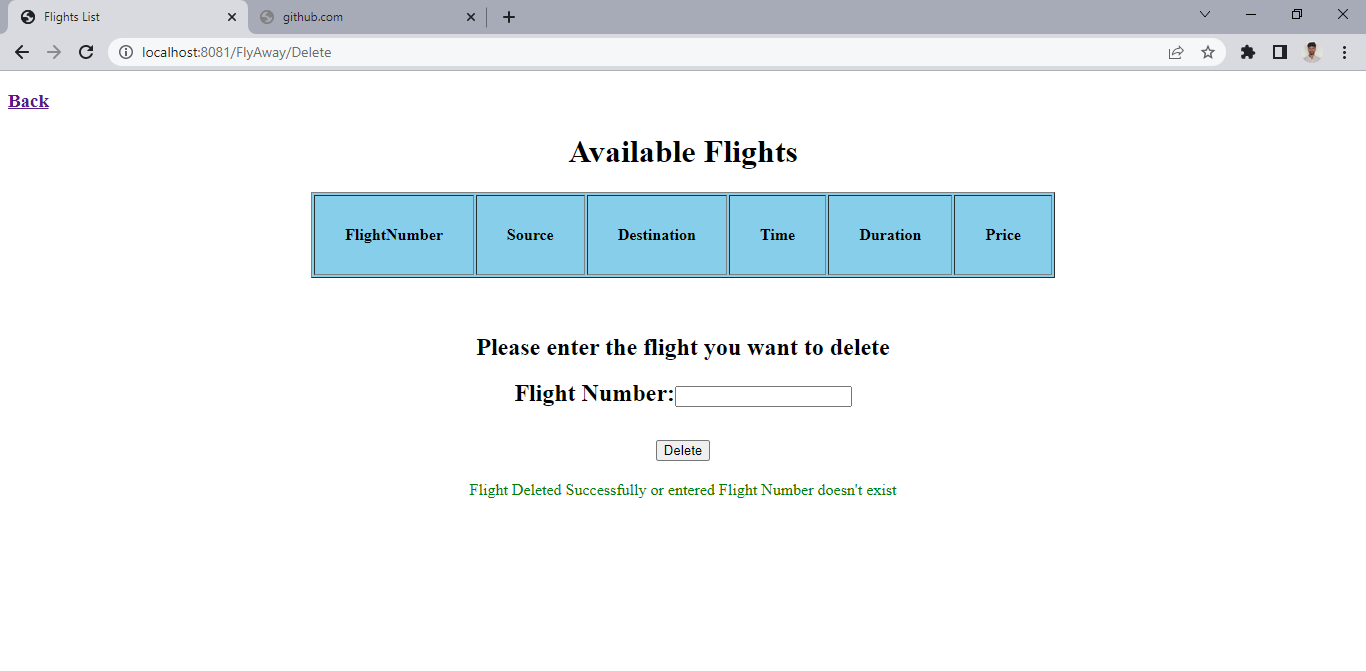 Flights List
github.com
localhost:8081/FlyAway/Delete
Back
Available Flights
FlightNumber Source Destination Time Duration Price
Please enter the flight you want to delete
Flight Number:
Delete
Flight Deleted Successfully or entered Flight Number doesn't exist